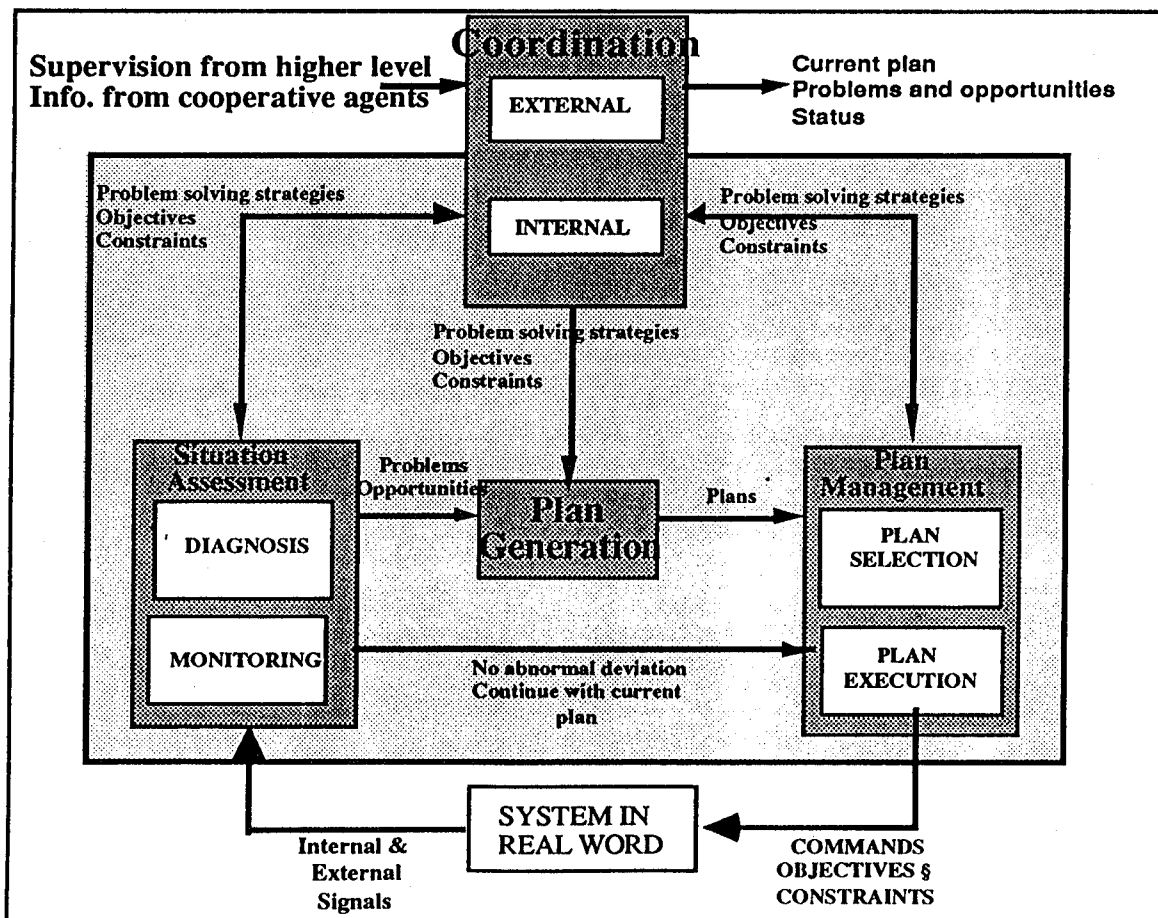 Coordination
Supervision from higher level
Info. from cooperative agents
EXTERNAL
Current plan
Problems and opportunities
Status
Problem solving strategies
Objectives
Constraints
INTERNAL
Problem solving strategies
Objectives
Constraints
Problem solving strategies
Objectives
Constraints
Situation
Assessment
DIAGNOSIS
MONITORING
Problems
Opportunities
Plan
Generation
Plans
Plan
Management
PLAN
SELECTION
PLAN
EXECUTION
No abnormal deviation
Continue with current
plan
SYSTEM IN
REAL WORD
Internal &
External
Signals
COMMANDS
OBJECTIVES §
CONSTRAINTS